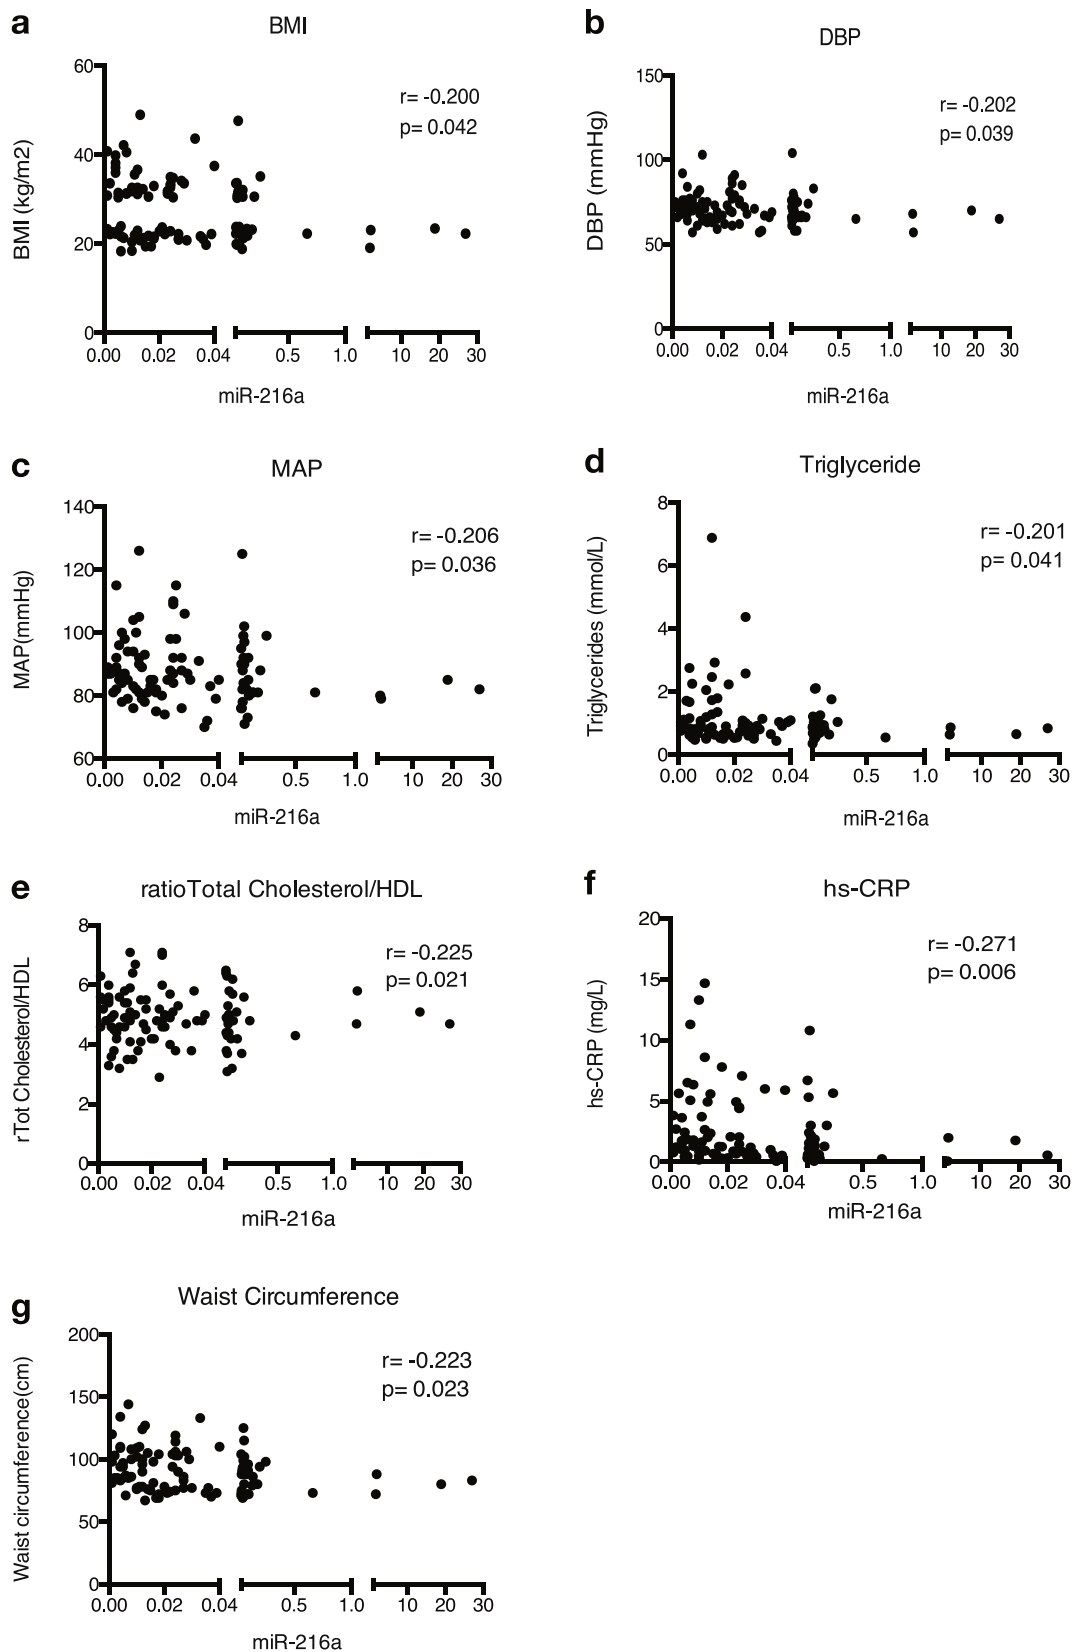 a
BMI
BMI (kg/m2)
60
40
20
0
r= -0.200
p= 0.042
0.00 0.02 0.04 0.5 1.0 10 20 30
miR-216a
b
DBP
DBP (mmHg)
150
100
50
0
r= -0.202
p= 0.039
0.00 0.02 0.04 0.5 1.0 10 20 30
miR-216a
c
MAP
MAP(mmHg)
140
120
100
80
60
r= -0.206
p= 0.036
0.00 0.02 0.04 0.5 1.0 10 20 30
miR-216a
d
Triglyceride
Triglycerides (mmol/L)
8
6
4
2
0
r= -0.201
p= 0.041
0.00 0.02 0.04 0.5 1.0 10 20 30
miR-216a
e
ratioTotal Cholesterol/HDL
rTot Cholesterol/HDL
8
6
4
2
0
r= -0.225
p= 0.021
0.00 0.02 0.04 0.5 1.0 10 20 30
miR-216a
f
hs-CRP
hs-CRP (mg/L)
20
15
10
5
0
r= -0.271
p= 0.006
0.00 0.02 0.04 0.5 1.0 10 20 30
miR-216a
g
Waist Circumference
Waist circumference(cm)
200
150
100
50
0
r= -0.223
p= 0.023
0.00 0.02 0.04 0.5 1.0 10 20 30
miR-216a